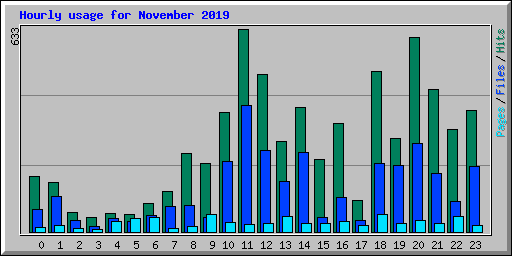 Hourly usage for November 2019
633
Pages/Files/Hits
0 1 2 3 4 5 6 7 8 9 10 11 12 13 14 15 16 17 18 19 20 21 22 23